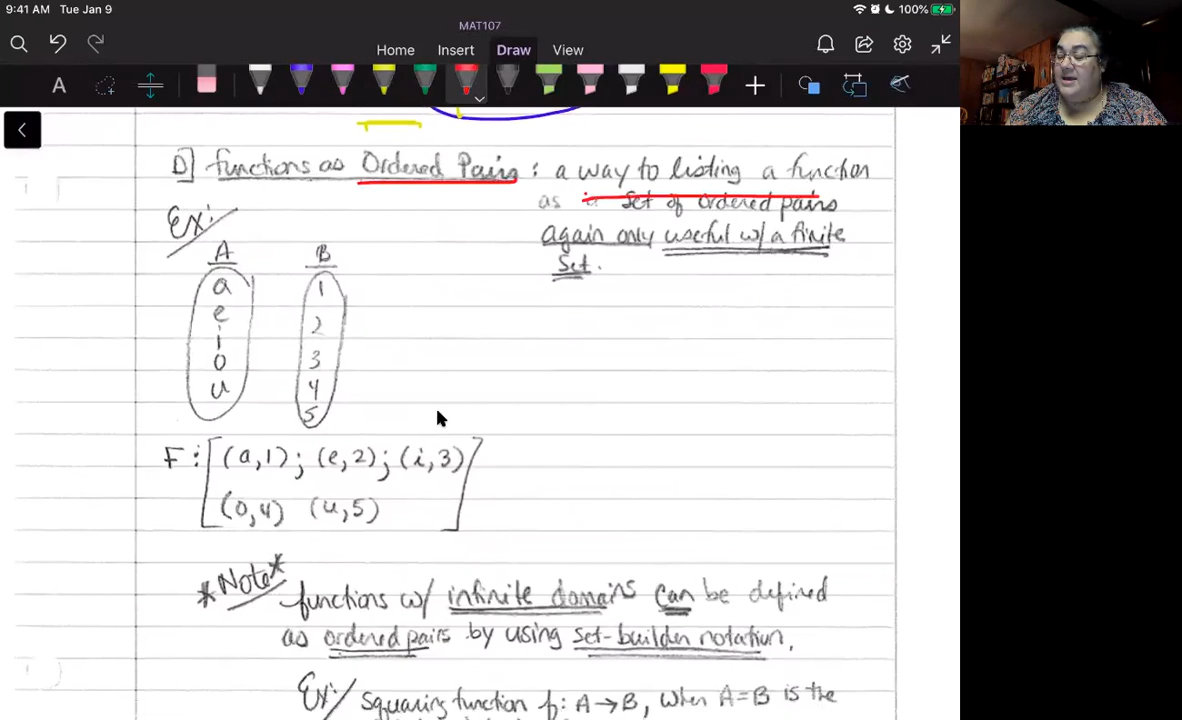 9:41 AM Tue Jan 9
100%
MAT107
Home Insert Draw View
A
D] Functions as Ordered Pairs : a way to listing a function
as a set of ordered pairs
again only useful w/ a finite
Set.
Ex:
A B
a 1
e 2
i 3
o 4
u 5
F : [(a,1); (e,2); (i,3)
(o,4) (u,5)]
*Note* functions w/ infinite domains can be defined
as ordered pairs by using set-builder notation.
Ex:/ Squaring function f: A→B, when A=B is the